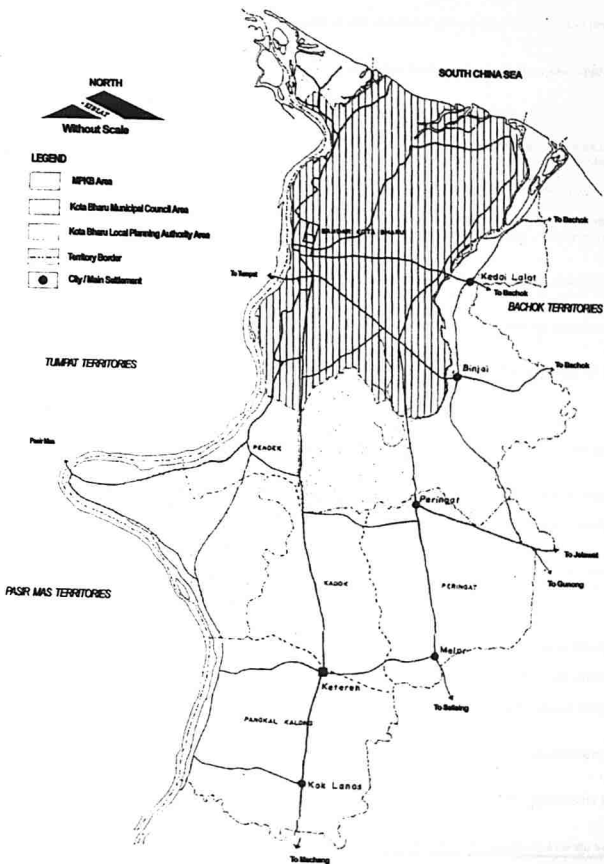 NORTH
Without Scale
SOUTH CHINA SEA
LEGEND
MPKB Area
Kota Bharu Municipal Council Area
Kota Bharu Local Planning Authority Area
Territory Border
City / Main Settlement
BANDAR KOTA BHARU
To Bachok
To Tumpat
Kedai Lalat
To Bachok
BACHOK TERRITORIES
TUMPAT TERRITORIES
To Bachok
Binjai
Pasir Mas
PENDEK
Peringat
To Jelawat
To Gunong
PASIR MAS TERRITORIES
KADOK
PERINGAT
Melor
Ketereh
To Selising
PANGKAL KALONG
Kok Lanas
To Machang